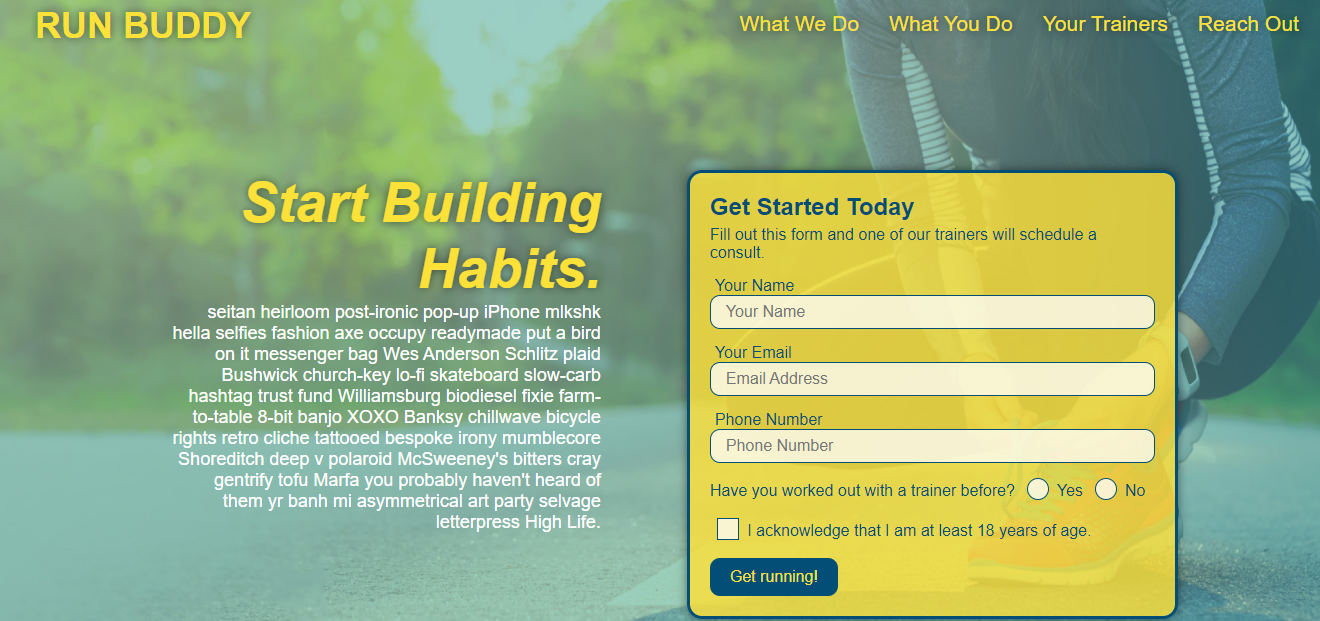 RUN BUDDY
What We Do
What You Do
Your Trainers
Reach Out
Start Building
Habits.
seitan heirloom post-ironic pop-up iPhone mlkshk
hella selfies fashion axe occupy readymade put a bird
on it messenger bag Wes Anderson Schlitz plaid
Bushwick church-key lo-fi skateboard slow-carb
hashtag trust fund Williamsburg biodiesel fixie farm-
to-table 8-bit banjo XOXO Banksy chillwave bicycle
rights retro cliche tattooed bespoke irony mumblecore
Shoreditch deep v polaroid McSweeney's bitters cray
gentrify tofu Marfa you probably haven't heard of
them yr banh mi asymmetrical art party selvage
letterpress High Life.
Get Started Today
Fill out this form and one of our trainers will schedule a
consult.
Your Name
Your Name
Your Email
Email Address
Phone Number
Phone Number
Have you worked out with a trainer before? Yes No
I acknowledge that I am at least 18 years of age.
Get running!